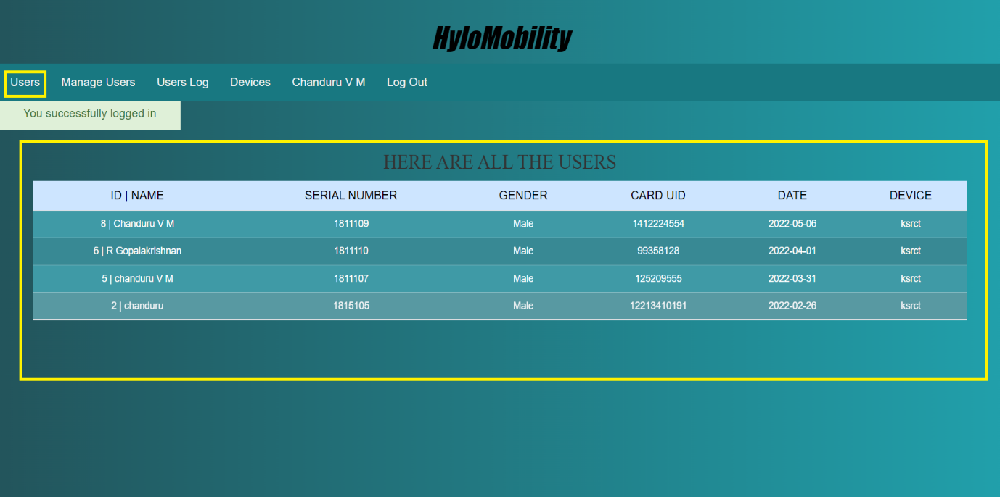 HyloMobility
Users Manage Users Users Log Devices Chanduru V M Log Out
You successfully logged in
HERE ARE ALL THE USERS
ID | NAME SERIAL NUMBER GENDER CARD UID DATE DEVICE
8 | Chanduru V M 1811109 Male 1412224554 2022-05-06 ksrct
6 | R Gopalakrishnan 1811110 Male 99358128 2022-04-01 ksrct
5 | chanduru V M 1811107 Male 125209555 2022-03-31 ksrct
2 | chanduru 1815105 Male 12213410191 2022-02-26 ksrct